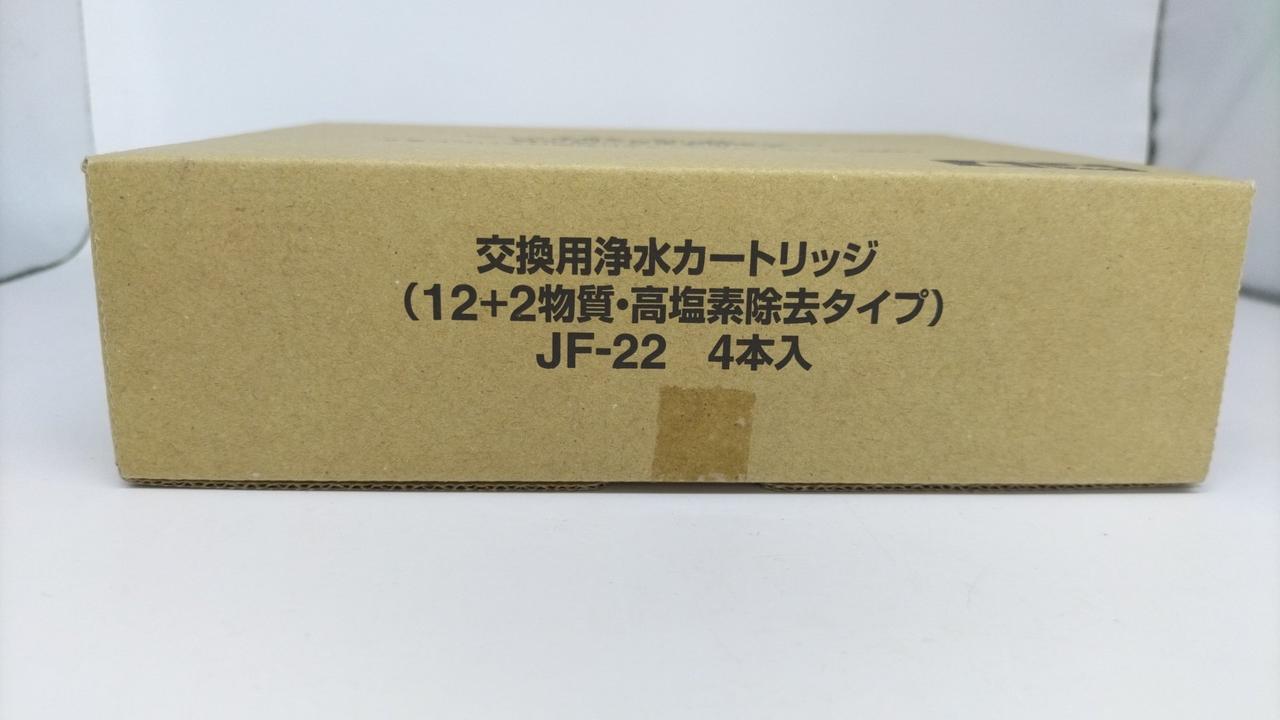 交換用浄水カートリッジ
(12+2物質・高塩素除去タイプ)
JF-22　4本入